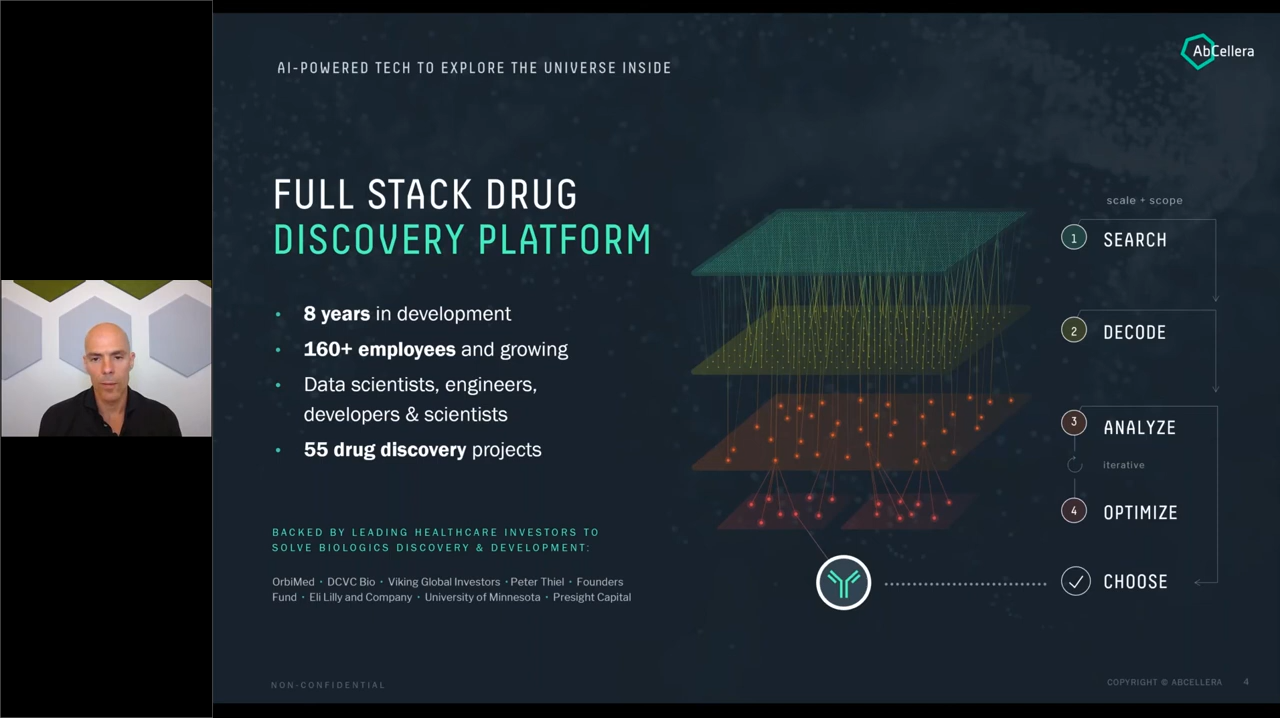 AI-POWERED TECH TO EXPLORE THE UNIVERSE INSIDE
AbCellera
FULL STACK DRUG
DISCOVERY PLATFORM
• 8 years in development
• 160+ employees and growing
• Data scientists, engineers,
developers & scientists
• 55 drug discovery projects
BACKED BY LEADING HEALTHCARE INVESTORS TO
SOLVE BIOLOGICS DISCOVERY & DEVELOPMENT:
OrbiMed • DCVC Bio • Viking Global Investors • Peter Thiel • Founders
Fund • Eli Lilly and Company • University of Minnesota • Presight Capital
scale + scope
1 SEARCH
2 DECODE
3 ANALYZE
iterative
4 OPTIMIZE
CHOOSE
NON-CONFIDENTIAL
COPYRIGHT © ABCELLERA 4